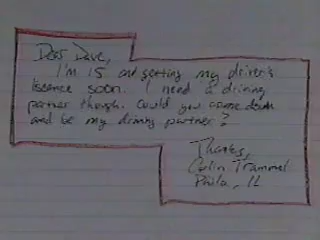 Dear Dave,
I'm 15 and getting my driver's
liscence soon. I need a driving
partner though. Could you come down
and be my driving partner?
Thanks,
Colin Trammel
Phila, IL